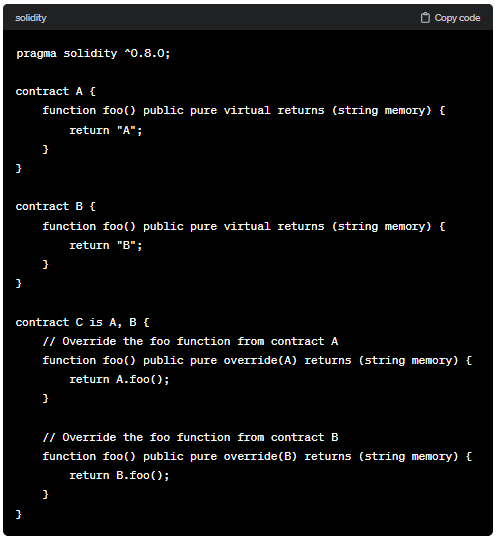 solidity
Copy code
pragma solidity ^0.8.0;
contract A {
    function foo() public pure virtual returns (string memory) {
        return "A";
    }
}
contract B {
    function foo() public pure virtual returns (string memory) {
        return "B";
    }
}
contract C is A, B {
    // Override the foo function from contract A
    function foo() public pure override(A) returns (string memory) {
        return A.foo();
    }
    // Override the foo function from contract B
    function foo() public pure override(B) returns (string memory) {
        return B.foo();
    }
}